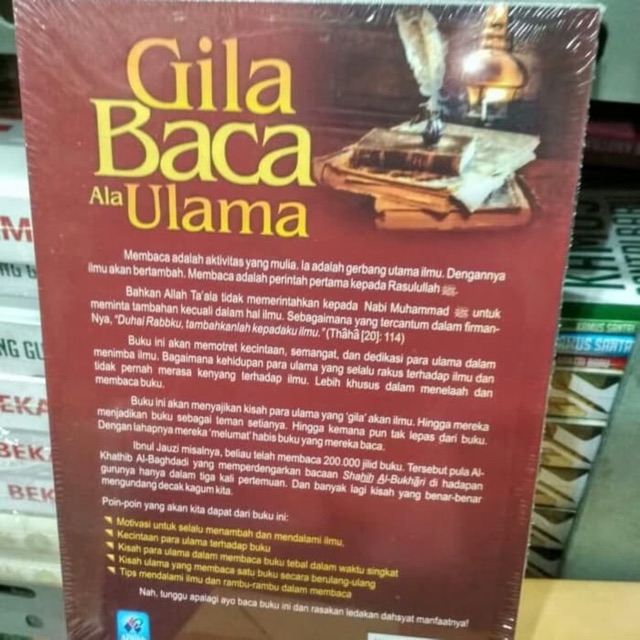 Gila
Baca
Ala Ulama
Membaca adalah aktivitas yang mulia. Ia adalah gerbang utama ilmu. Dengannya
ilmu akan bertambah. Membaca adalah perintah pertama kepada Rasulullah ﷺ.
Bahkan Allah Ta'ala tidak memerintahkan kepada Nabi Muhammad ﷺ untuk
meminta tambahan kecuali dalam hal ilmu. Sebagaimana yang tercantum dalam firman-
Nya, "Duhai Rabbku, tambahkanlah kepadaku ilmu." (Thâhâ [20]: 114)
Buku ini akan memotret kecintaan, semangat, dan dedikasi para ulama dalam
menimba ilmu. Bagaimana kehidupan para ulama yang selalu rakus terhadap ilmu dan
tidak pernah merasa kenyang terhadap ilmu. Lebih khusus dalam menelaah dan
membaca buku.
Buku ini akan menyajikan kisah para ulama yang 'gila' akan ilmu. Hingga mereka
menjadikan buku sebagai teman setianya. Hingga kemana pun tak lepas dari buku.
Dengan lahapnya mereka 'melumat' habis buku yang mereka baca.
Ibnul Jauzi misalnya, beliau telah membaca 200.000 jilid buku. Tersebut pula Al-
Khathib Al-Baghdadi yang memperdengarkan bacaan Shahih Al-Bukhâri di hadapan
gurunya hanya dalam tiga kali pertemuan. Dan banyak lagi kisah yang benar-benar
mengundang decak kagum kita.
Poin-poin yang akan kita dapat dari buku ini:
Motivasi untuk selalu menambah dan mendalami ilmu.
Kecintaan para ulama terhadap buku
Kisah para ulama dalam membaca buku tebal dalam waktu singkat
Kisah ulama yang membaca satu buku secara berulang-ulang
Tips mendalami ilmu dan rambu-rambu dalam membaca
Nah, tunggu apalagi ayo baca buku ini dan rasakan ledakan dahsyat manfaatnya!
KAMUS SANTRI